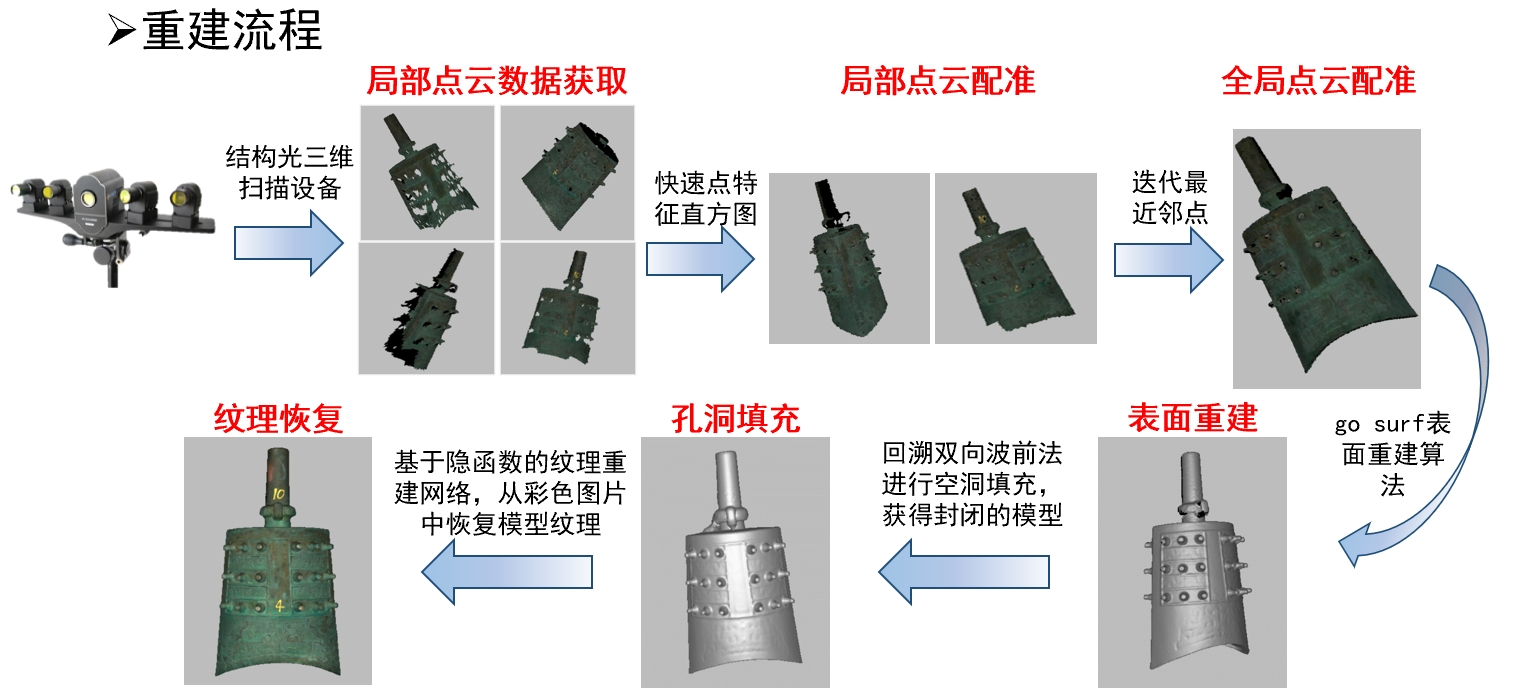 ➢重建流程
局部点云数据获取
局部点云配准
全局点云配准
结构光三维
扫描设备
快速点特
征直方图
迭代最
近邻点
go surf表
面重建算
法
表面重建
回溯双向波前法
进行空洞填充，
获得封闭的模型
孔洞填充
基于隐函数的纹理重
建网络，从彩色图片
中恢复模型纹理
纹理恢复
10
4